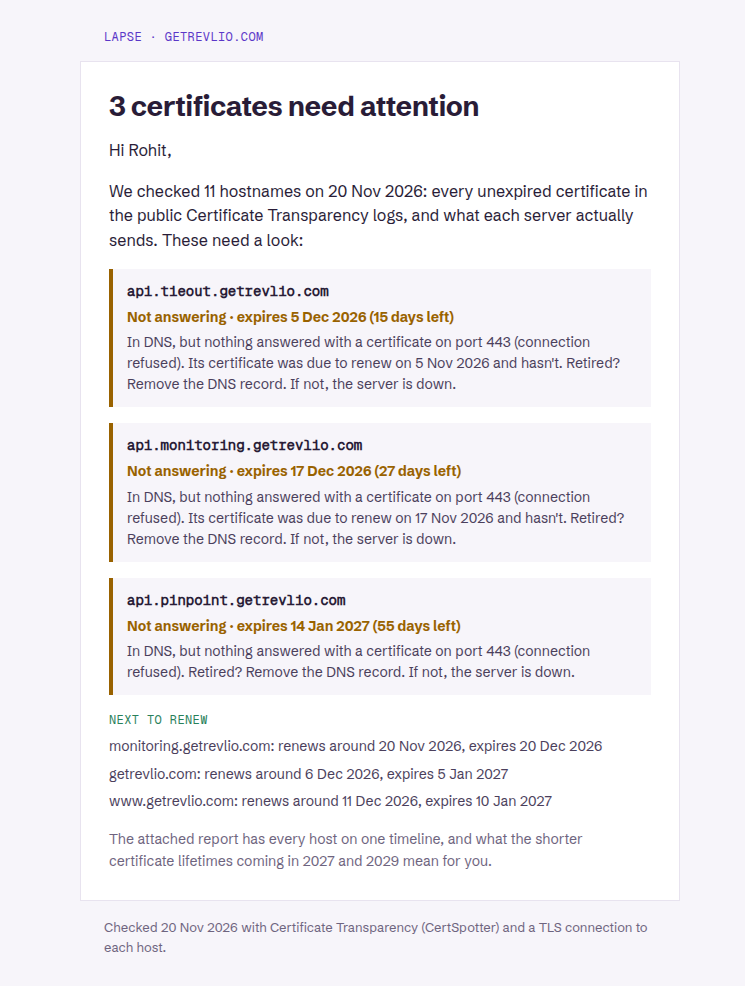 LAPSE · GETREVLIO.COM
3 certificates need attention
Hi Rohit,
We checked 11 hostnames on 20 Nov 2026: every unexpired certificate in
the public Certificate Transparency logs, and what each server actually
sends. These need a look:
api.tieout.getrevlio.com
Not answering · expires 5 Dec 2026 (15 days left)
In DNS, but nothing answered with a certificate on port 443 (connection
refused). Its certificate was due to renew on 5 Nov 2026 and hasn't. Retired?
Remove the DNS record. If not, the server is down.
api.monitoring.getrevlio.com
Not answering · expires 17 Dec 2026 (27 days left)
In DNS, but nothing answered with a certificate on port 443 (connection
refused). Its certificate was due to renew on 17 Nov 2026 and hasn't. Retired?
Remove the DNS record. If not, the server is down.
api.pinpoint.getrevlio.com
Not answering · expires 14 Jan 2027 (55 days left)
In DNS, but nothing answered with a certificate on port 443 (connection
refused). Retired? Remove the DNS record. If not, the server is down.
NEXT TO RENEW
monitoring.getrevlio.com: renews around 20 Nov 2026, expires 20 Dec 2026
getrevlio.com: renews around 6 Dec 2026, expires 5 Jan 2027
www.getrevlio.com: renews around 11 Dec 2026, expires 10 Jan 2027
The attached report has every host on one timeline, and what the shorter
certificate lifetimes coming in 2027 and 2029 mean for you.
Checked 20 Nov 2026 with Certificate Transparency (CertSpotter) and a TLS connection to
each host.